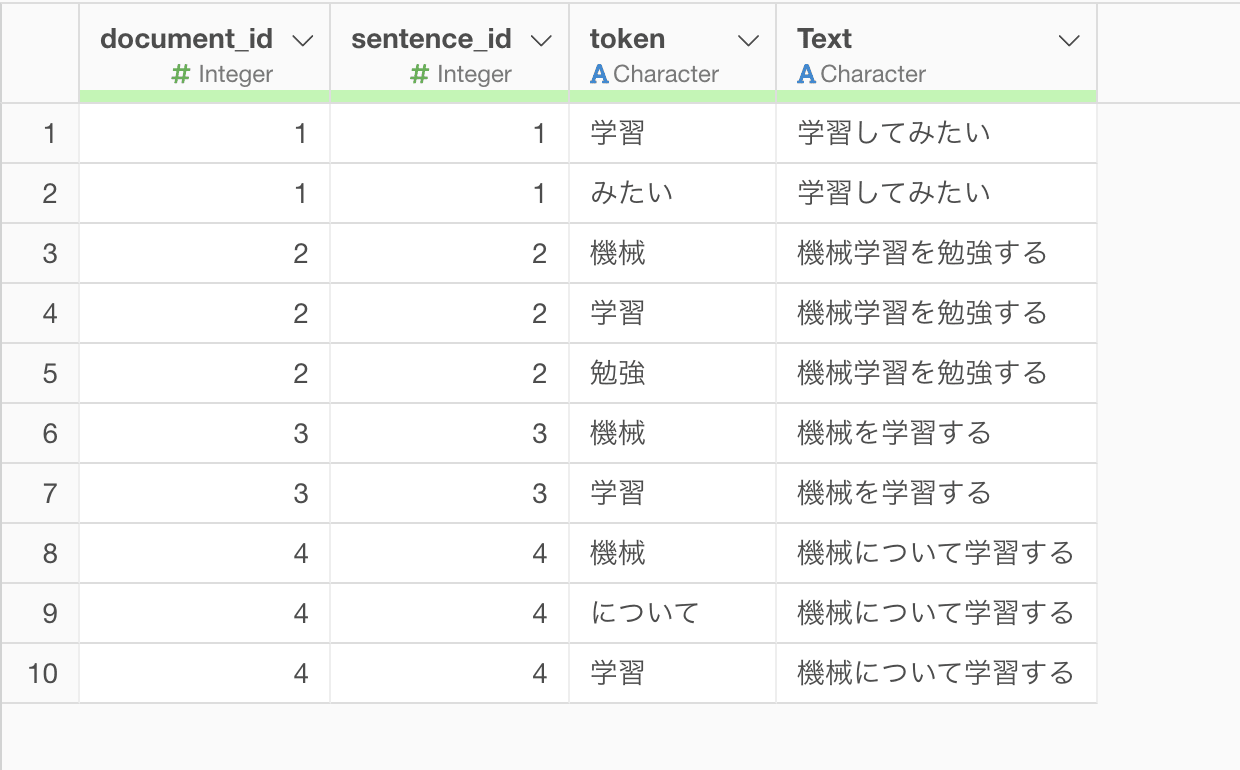 document_id sentence_id token Text
# Integer # Integer A Character A Character
1 1 1 学習 学習してみたい
2 1 1 みたい 学習してみたい
3 2 2 機械 機械学習を勉強する
4 2 2 学習 機械学習を勉強する
5 2 2 勉強 機械学習を勉強する
6 3 3 機械 機械を学習する
7 3 3 学習 機械を学習する
8 4 4 機械 機械について学習する
9 4 4 について 機械について学習する
10 4 4 学習 機械について学習する